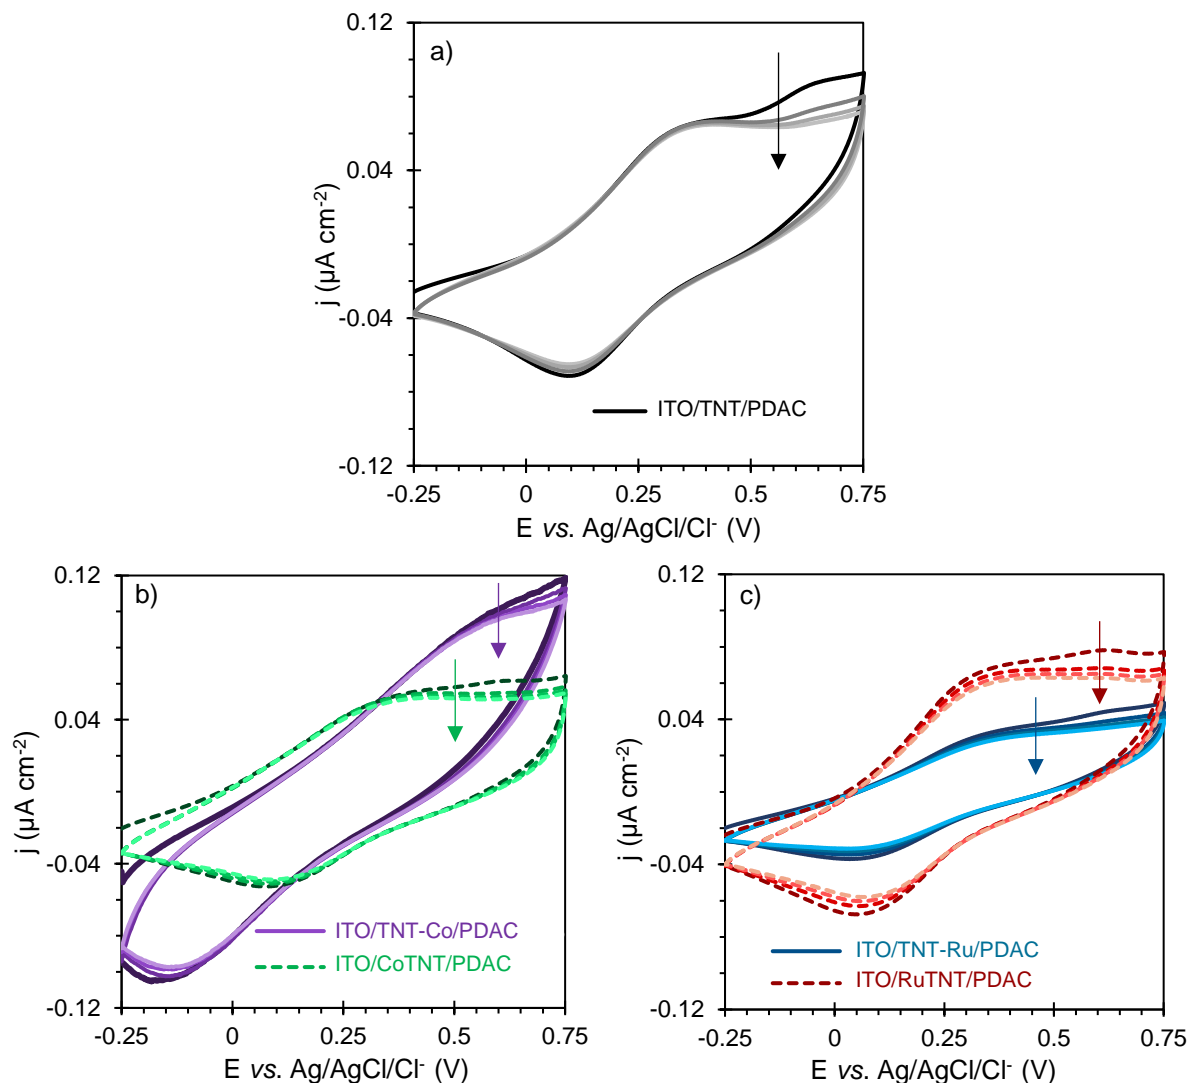 0.12
a)
0.04
-0.04
-0.12
j (µA cm-2)
ITO/TNT/PDAC
-0.25
0
0.25
0.5
0.75
E vs. Ag/AgCl/Cl- (V)
0.12
b)
0.04
-0.04
-0.12
j (µA cm-2)
ITO/TNT-Co/PDAC
ITO/CoTNT/PDAC
-0.25
0
0.25
0.5
0.75
E vs. Ag/AgCl/Cl- (V)
0.12
c)
0.04
-0.04
-0.12
j (µA cm-2)
ITO/TNT-Ru/PDAC
ITO/RuTNT/PDAC
-0.25
0
0.25
0.5
0.75
E vs. Ag/AgCl/Cl- (V)